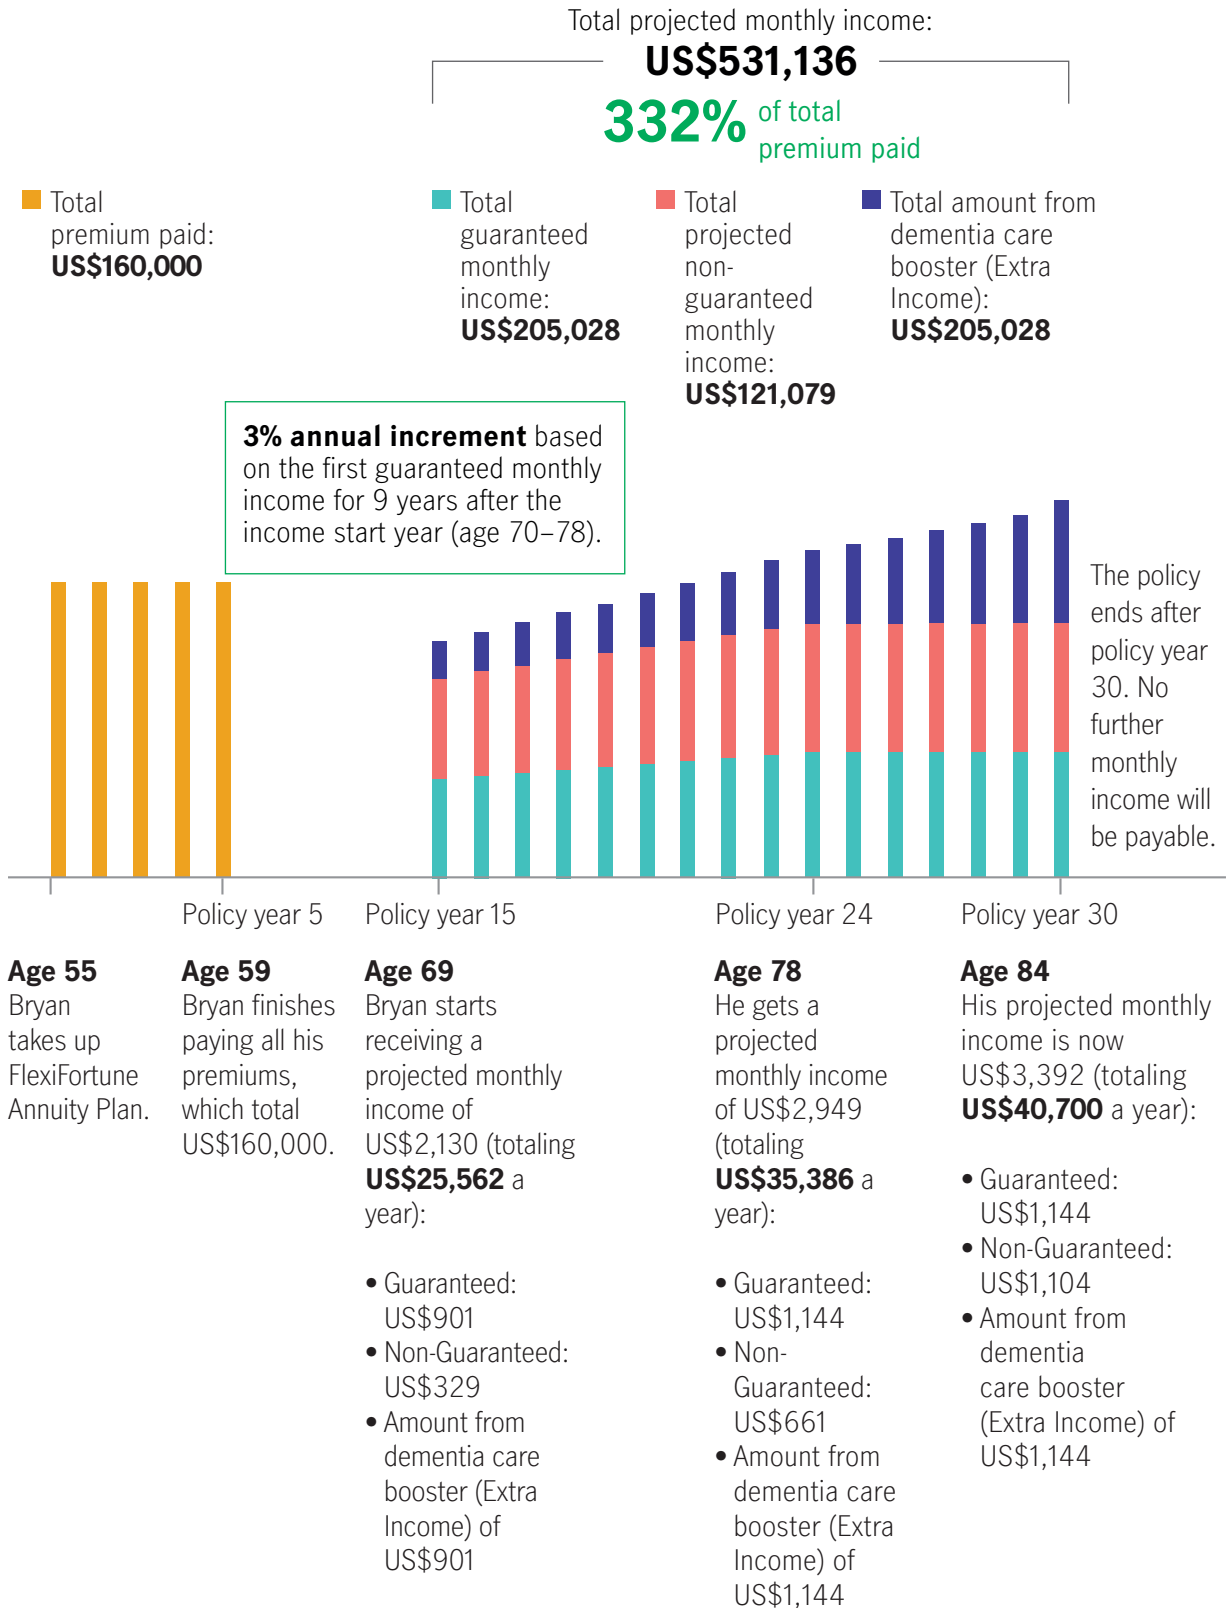 Total projected monthly income:
US$531,136
332% of total
premium paid
Total
premium paid:
US$160,000
Total
guaranteed
monthly
income:
US$205,028
Total
projected
non-
guaranteed
monthly
income:
US$121,079
Total amount from
dementia care
booster (Extra
Income):
US$205,028
3% annual increment based
on the first guaranteed monthly
income for 9 years after the
income start year (age 70–78).
The policy
ends after
policy year
30. No
further
monthly
income will
be payable.
Policy year 5
Policy year 15
Policy year 24
Policy year 30
Age 55
Bryan
takes up
FlexiFortune
Annuity Plan.
Age 59
Bryan finishes
paying all his
premiums,
which total
US$160,000.
Age 69
Bryan starts
receiving a
projected monthly
income of
US$2,130 (totaling
US$25,562 a
year):
• Guaranteed:
US$901
• Non-Guaranteed:
US$329
• Amount from
dementia care
booster (Extra
Income) of
US$901
Age 78
He gets a
projected
monthly income
of US$2,949
(totaling
US$35,386 a
year):
• Guaranteed:
US$1,144
• Non-
Guaranteed:
US$661
• Amount from
dementia care
booster (Extra
Income) of
US$1,144
Age 84
His projected monthly
income is now
US$3,392 (totaling
US$40,700 a year):
• Guaranteed:
US$1,144
• Non-Guaranteed:
US$1,104
• Amount from
dementia
care booster
(Extra Income) of
US$1,144